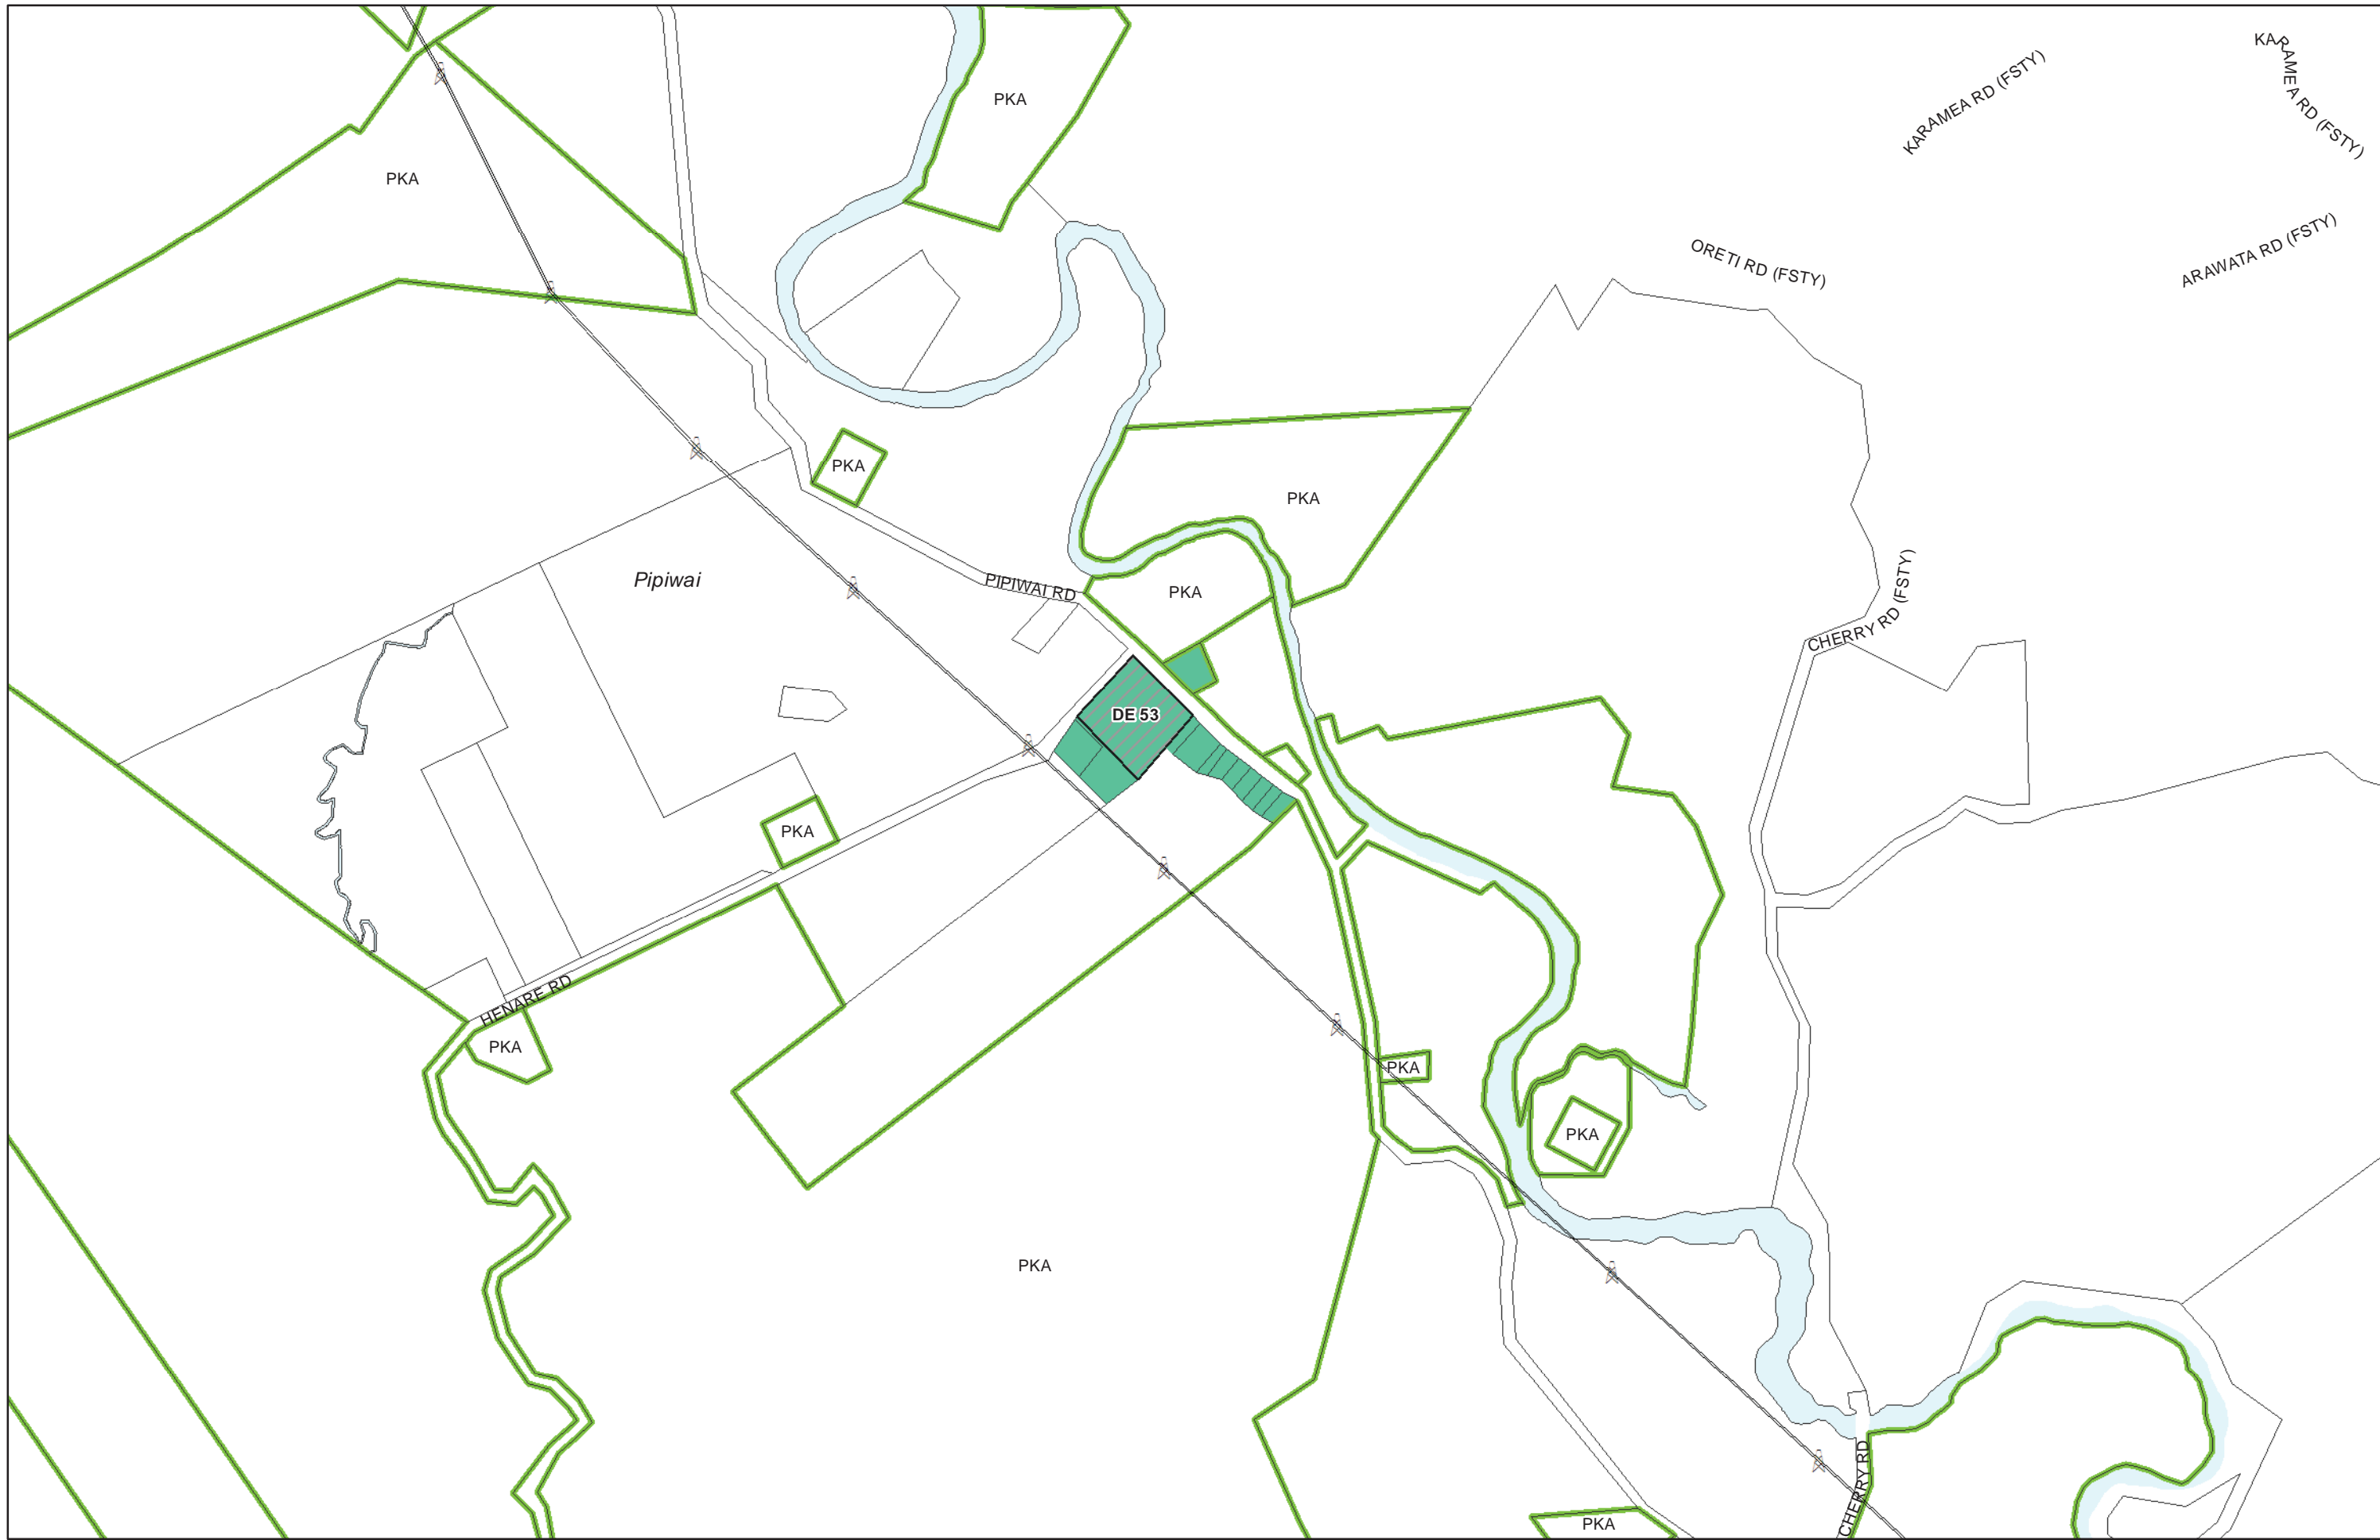 KARAMEA RD (FSTY)
KARAMEA RD (FSTY)
PKA
PKA
ORETI RD (FSTY)
ARAWATA RD (FSTY)
PKA
PKA
Pipiwai
PIPIWAI RD
PKA
CHERRY RD (FSTY)
DE 53
PKA
HENARE RD
PKA
PKA
PKA
PKA
CHERRY RD
PKA